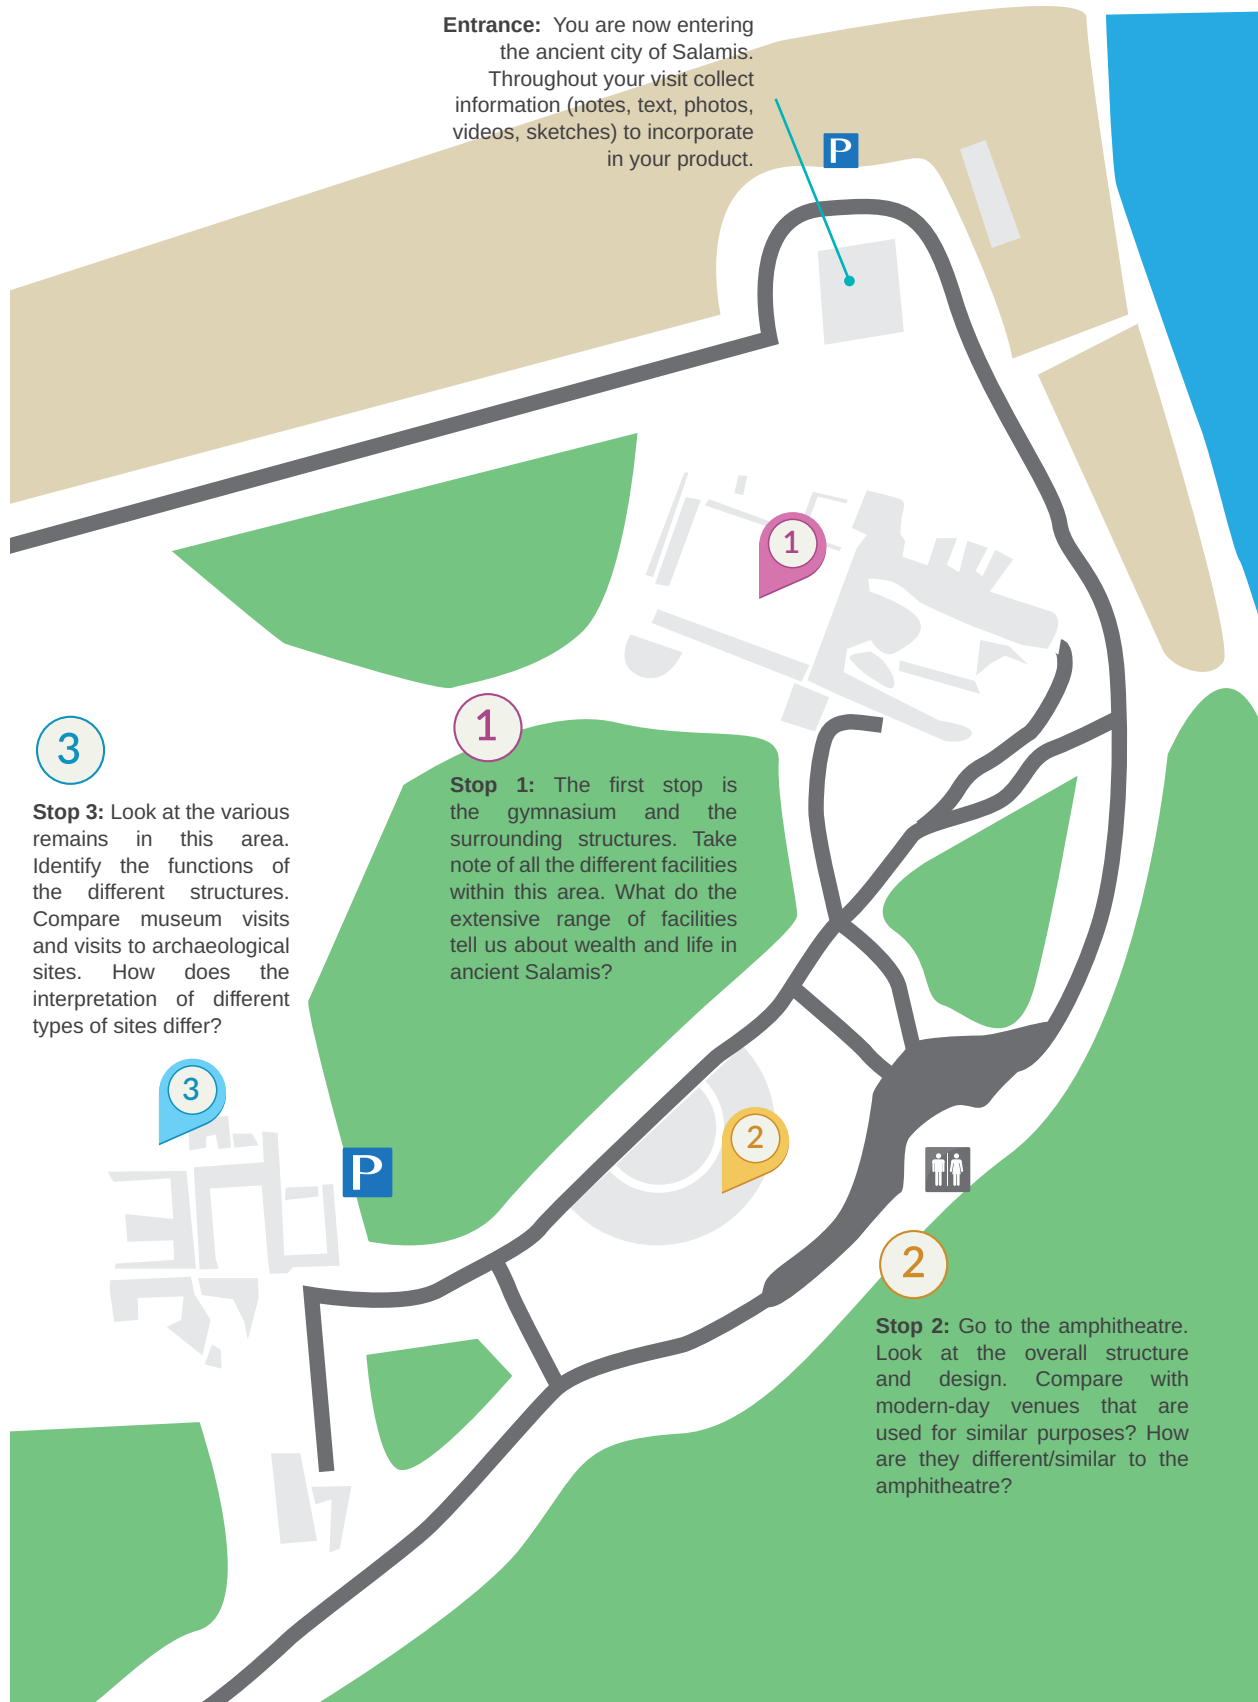 Entrance: You are now entering
the ancient city of Salamis.
Throughout your visit collect
information (notes, text, photos,
videos, sketches) to incorporate
in your product.
P
1
1
Stop 1: The first stop is
the gymnasium and the
surrounding structures. Take
note of all the different facilities
within this area. What do the
extensive range of facilities
tell us about wealth and life in
ancient Salamis?
3
Stop 3: Look at the various
remains in this area.
Identify the functions of
the different structures.
Compare museum visits
and visits to archaeological
sites. How does the
interpretation of different
types of sites differ?
3
P
2
2
Stop 2: Go to the amphitheatre.
Look at the overall structure
and design. Compare with
modern-day venues that are
used for similar purposes? How
are they different/similar to the
amphitheatre?